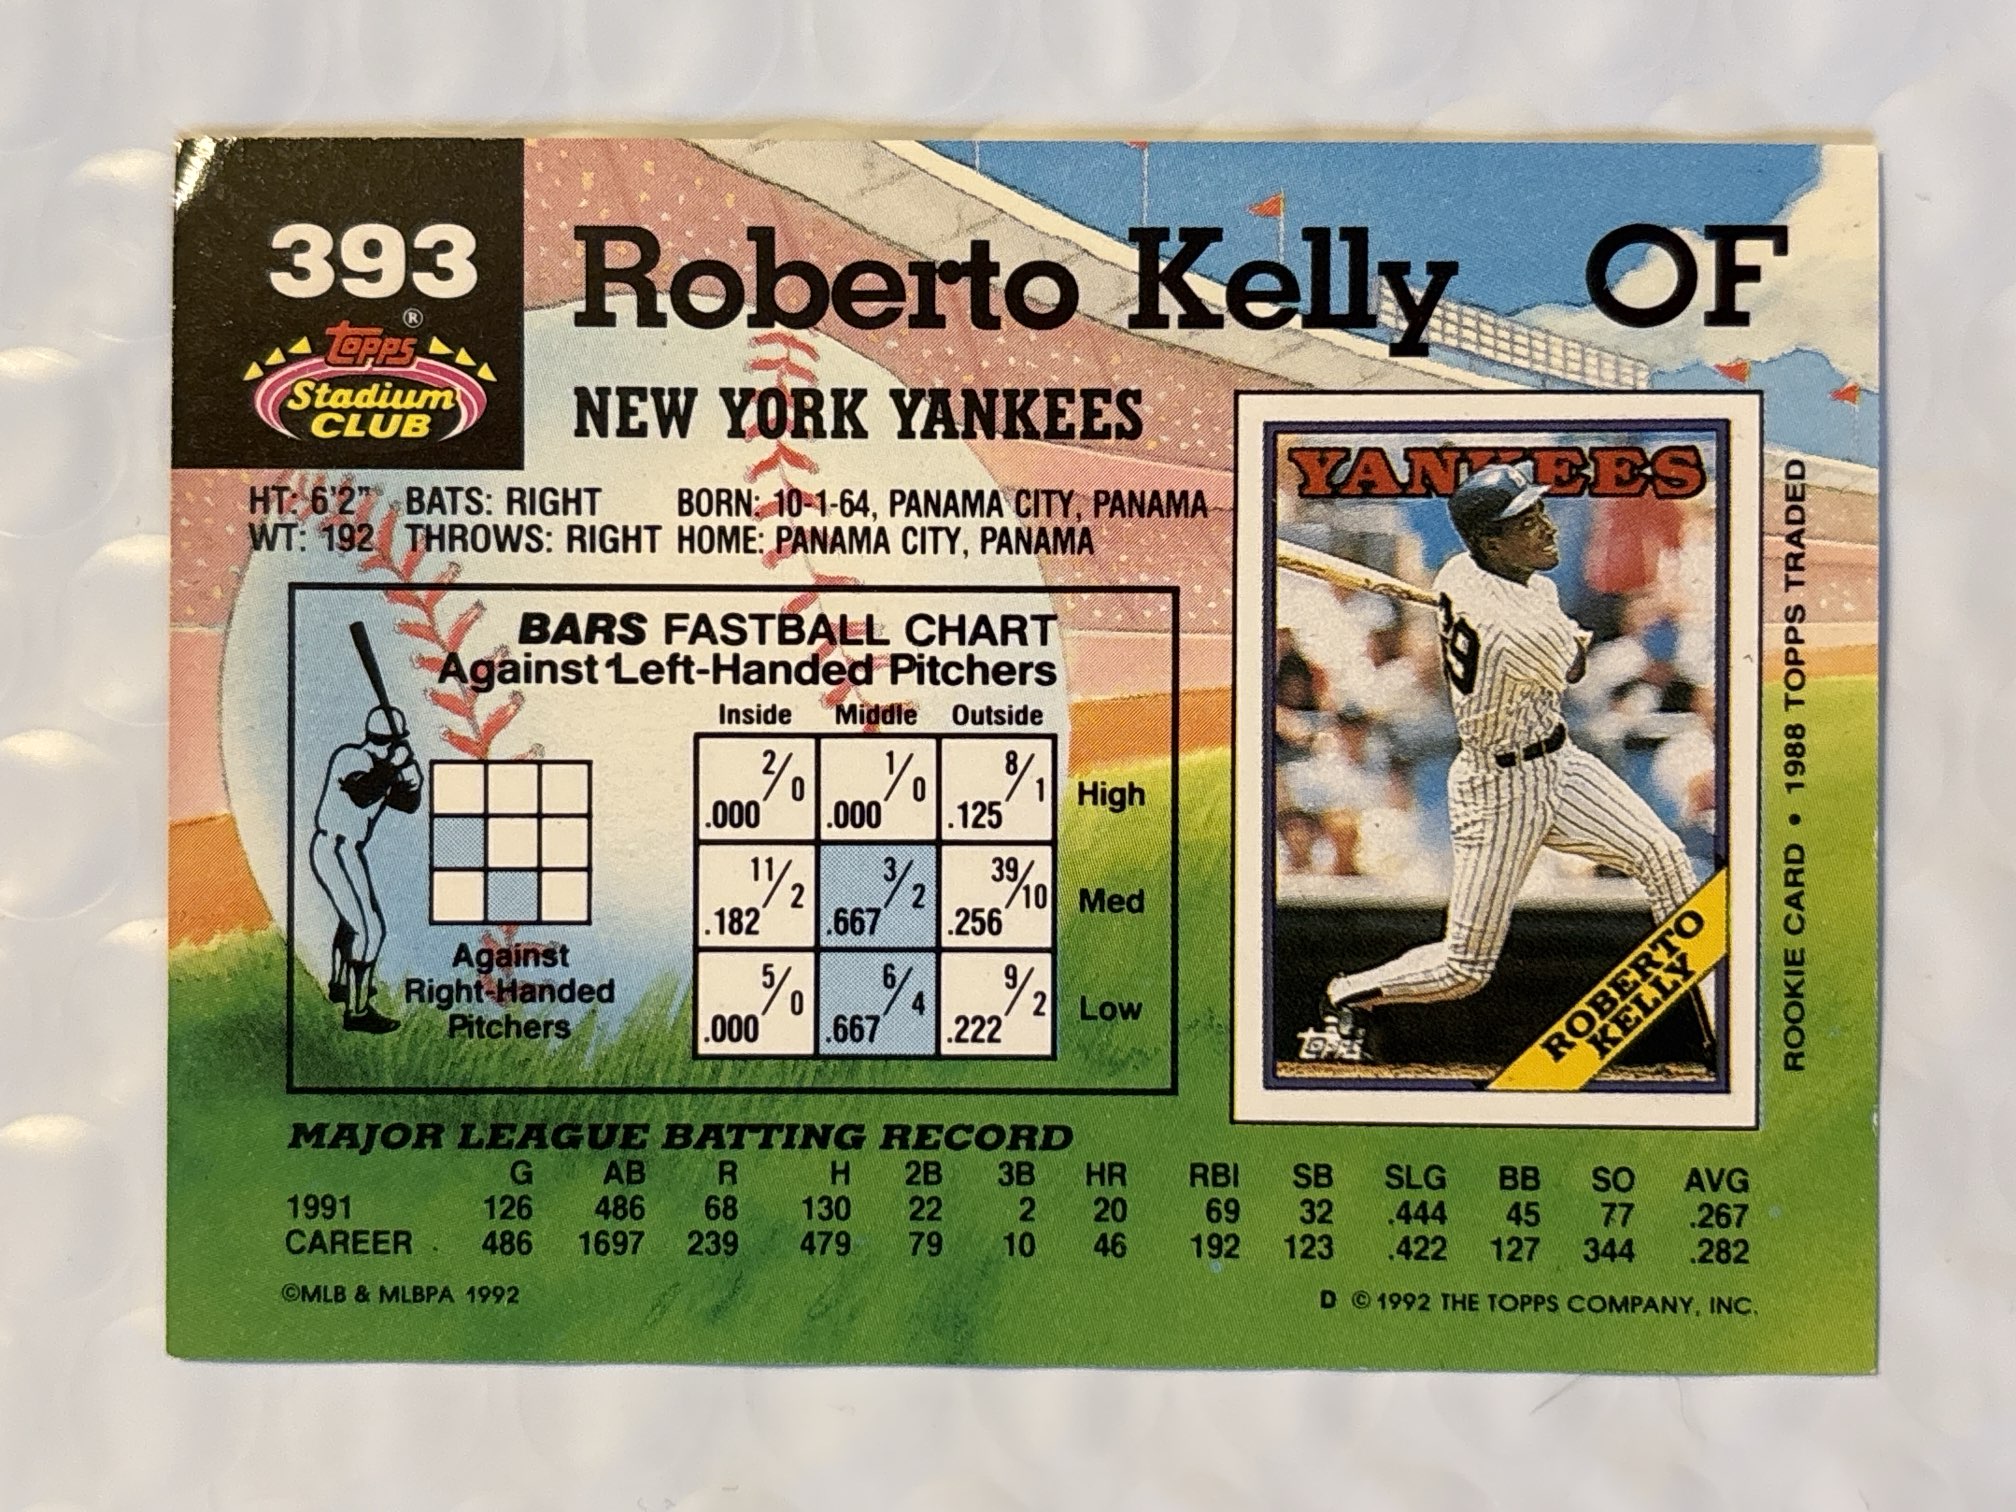 393
Roberto Kelly OF
Topps ®
Stadium
CLUB
NEW YORK YANKEES
HT: 6'2" BATS: RIGHT BORN: 10-1-64, PANAMA CITY, PANAMA
WT: 192 THROWS: RIGHT HOME: PANAMA CITY, PANAMA
BARS FASTBALL CHART
Against Left-Handed Pitchers
Inside Middle Outside
2/0 1/0 8/1
.000 .000 .125 High
11/2 3/2 39/10
.182 .667 .256 Med
5/0 6/4 9/2
.000 .667 .222 Low
Against
Right-Handed
Pitchers
YANKEES
29
Topps
ROBERTO
KELLY
ROOKIE CARD • 1988 TOPPS TRADED
MAJOR LEAGUE BATTING RECORD
G AB R H 2B 3B HR RBI SB SLG BB SO AVG
1991 126 486 68 130 22 2 20 69 32 .444 45 77 .267
CAREER 486 1697 239 479 79 10 46 192 123 .422 127 344 .282
©MLB & MLBPA 1992
D © 1992 THE TOPPS COMPANY, INC.